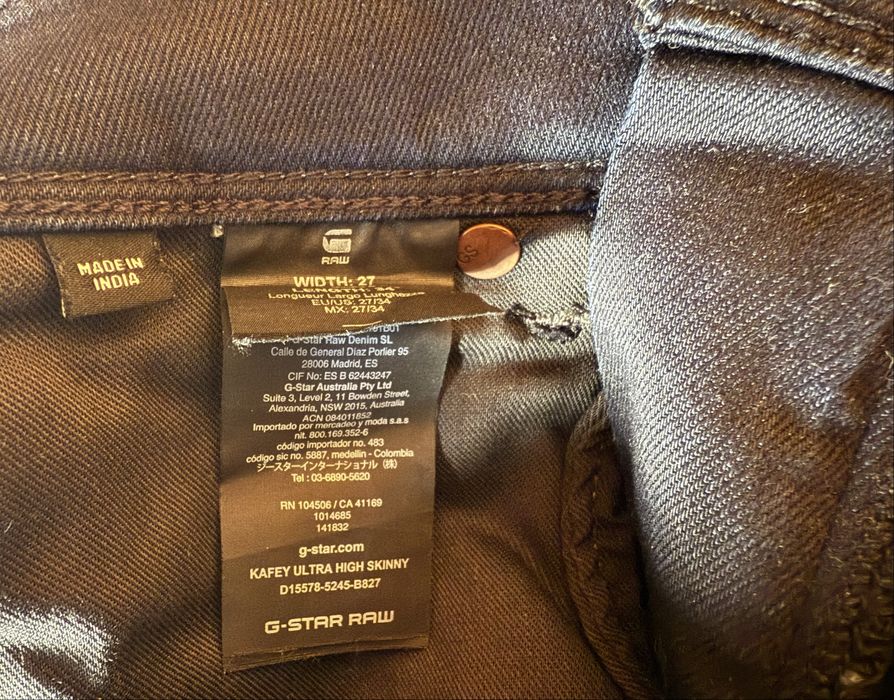 MADE IN
INDIA
RAW
WIDTH: 27
LENGTH: 34
Longueur Largo Lunghezza
EU/US: 27/34
MX: 27/34
G-Star Raw Denim SL
Calle de General Diaz Porlier 95
28006 Madrid, ES
CIF No: ES B 62443247
G-Star Australia Pty Ltd
Suite 3, Level 2, 11 Bowden Street,
Alexandria, NSW 2015, Australia
ACN 084011852
Importado por mercadeo y moda s.a.s
nit. 800.169.352-6
código importador no. 483
código sic no. 5887, medellin - Colombia
ジースターインターナショナル (株)
Tel : 03-6890-5620
RN 104506 / CA 41169
1014685
141832
g-star.com
KAFEY ULTRA HIGH SKINNY
D15578-5245-B827
G-STAR RAW
GS